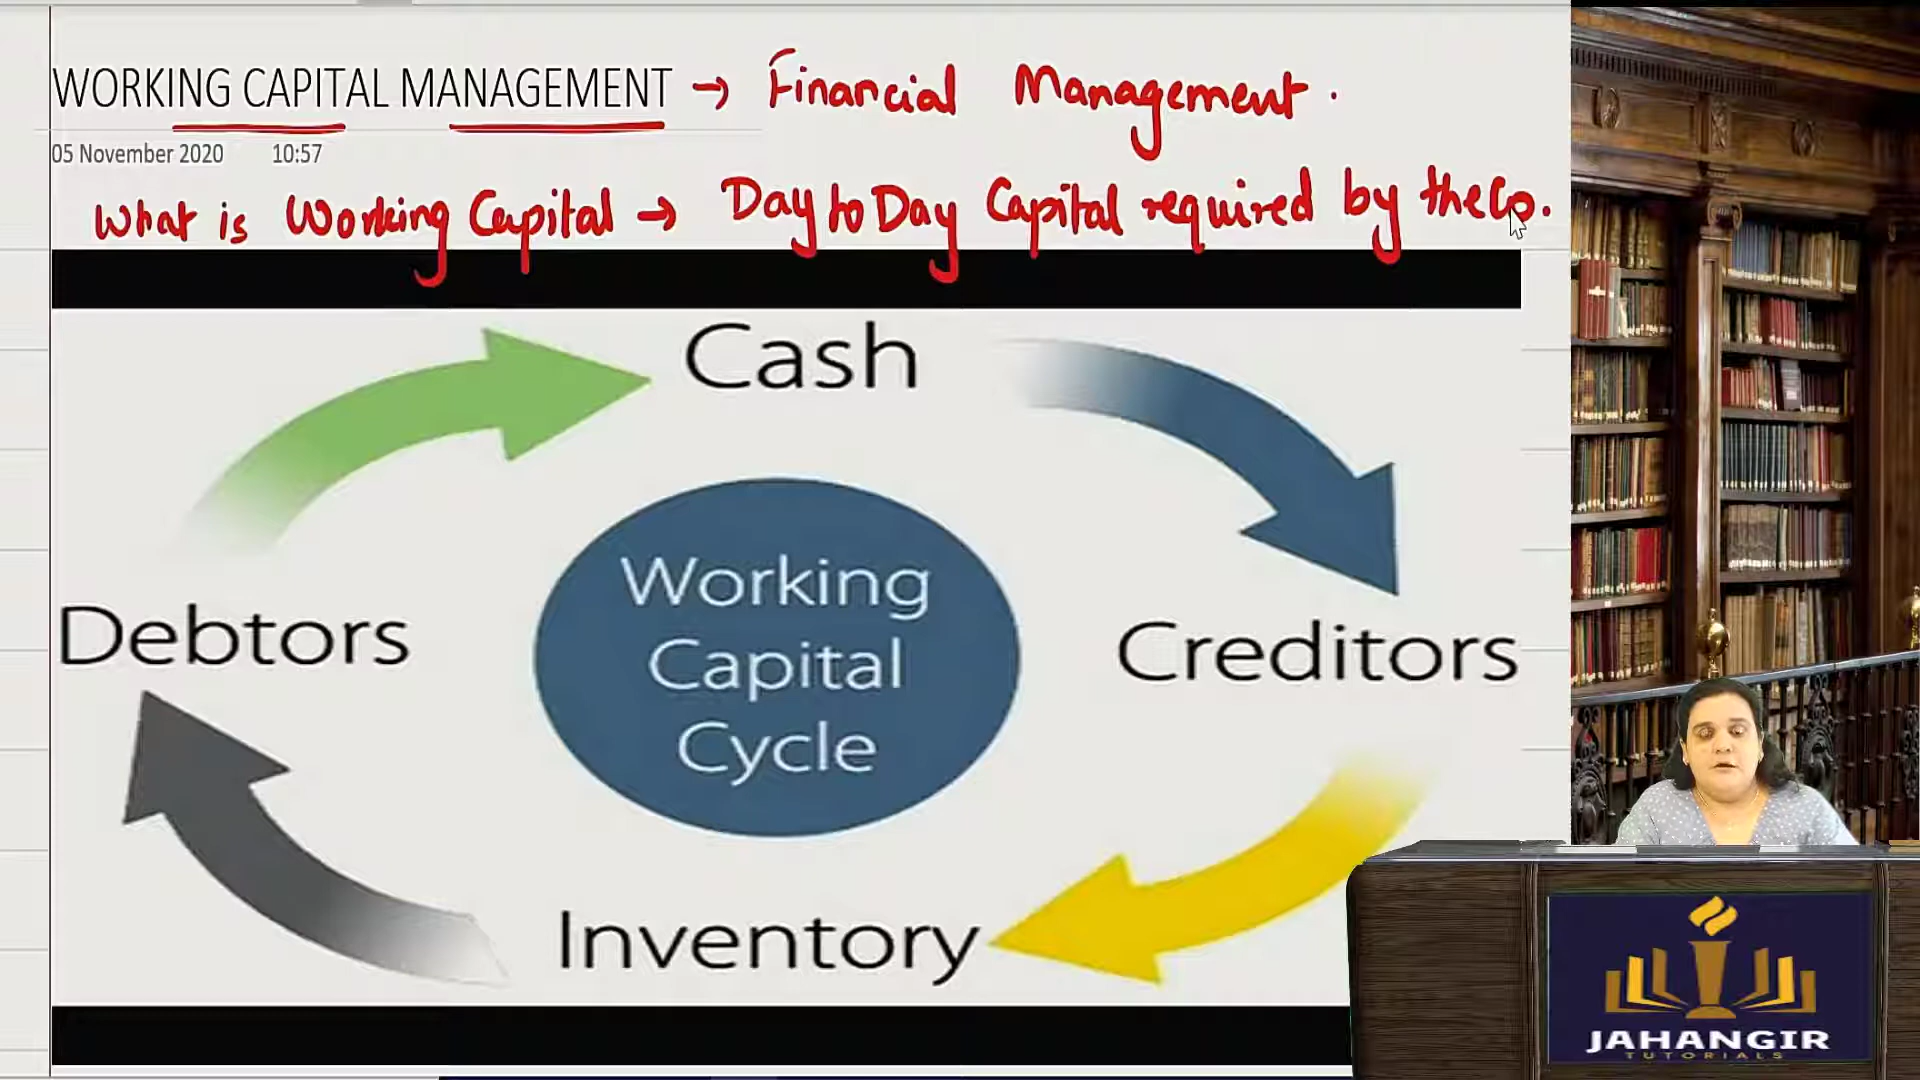 WORKING CAPITAL MANAGEMENT → Financial Management.
05 November 2020 10:57
What is Working Capital → Day to Day Capital required by the Co.
Cash
Working
Capital
Cycle
Debtors
Creditors
Inventory
JAHANGIR
TUTORIALS